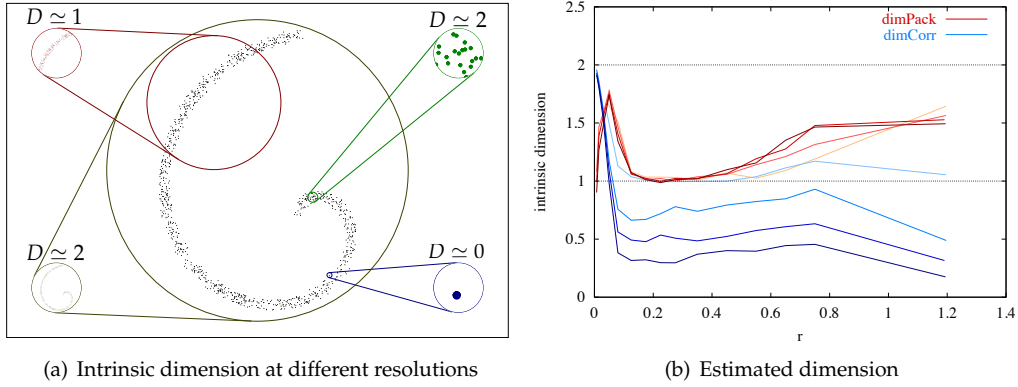 D ≃ 1
D ≃ 2
D ≃ 2
D ≃ 0
(a) Intrinsic dimension at different resolutions
2.5
2
1.5
1
0.5
0
intrinsic dimension
dimPack
dimCorr
0 0.2 0.4 0.6 0.8 1 1.2 1.4
r
(b) Estimated dimension